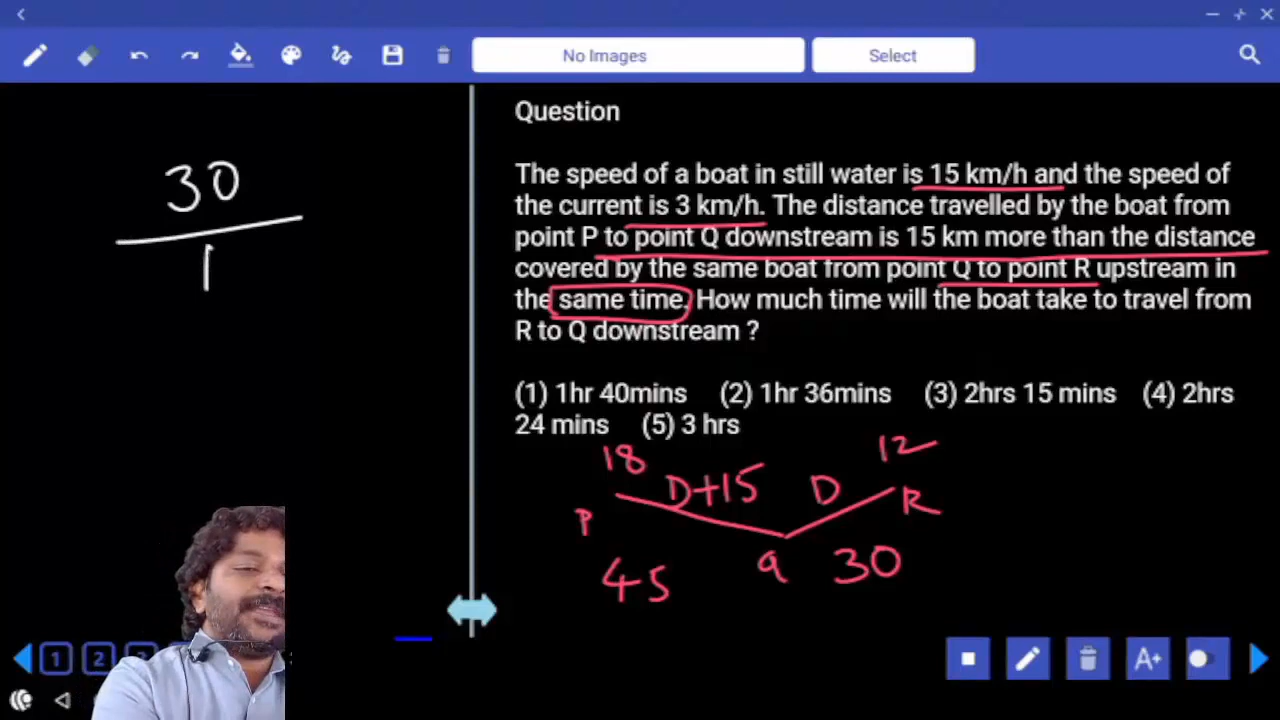 No Images
Select
30
1
Question
The speed of a boat in still water is 15 km/h and the speed of
the current is 3 km/h. The distance travelled by the boat from
point P to point Q downstream is 15 km more than the distance
covered by the same boat from point Q to point R upstream in
the same time. How much time will the boat take to travel from
R to Q downstream ?
(1) 1hr 40mins (2) 1hr 36mins (3) 2hrs 15 mins (4) 2hrs
24 mins (5) 3 hrs
18 12
D+15 D
P R
45 Q 30
1 2
A+